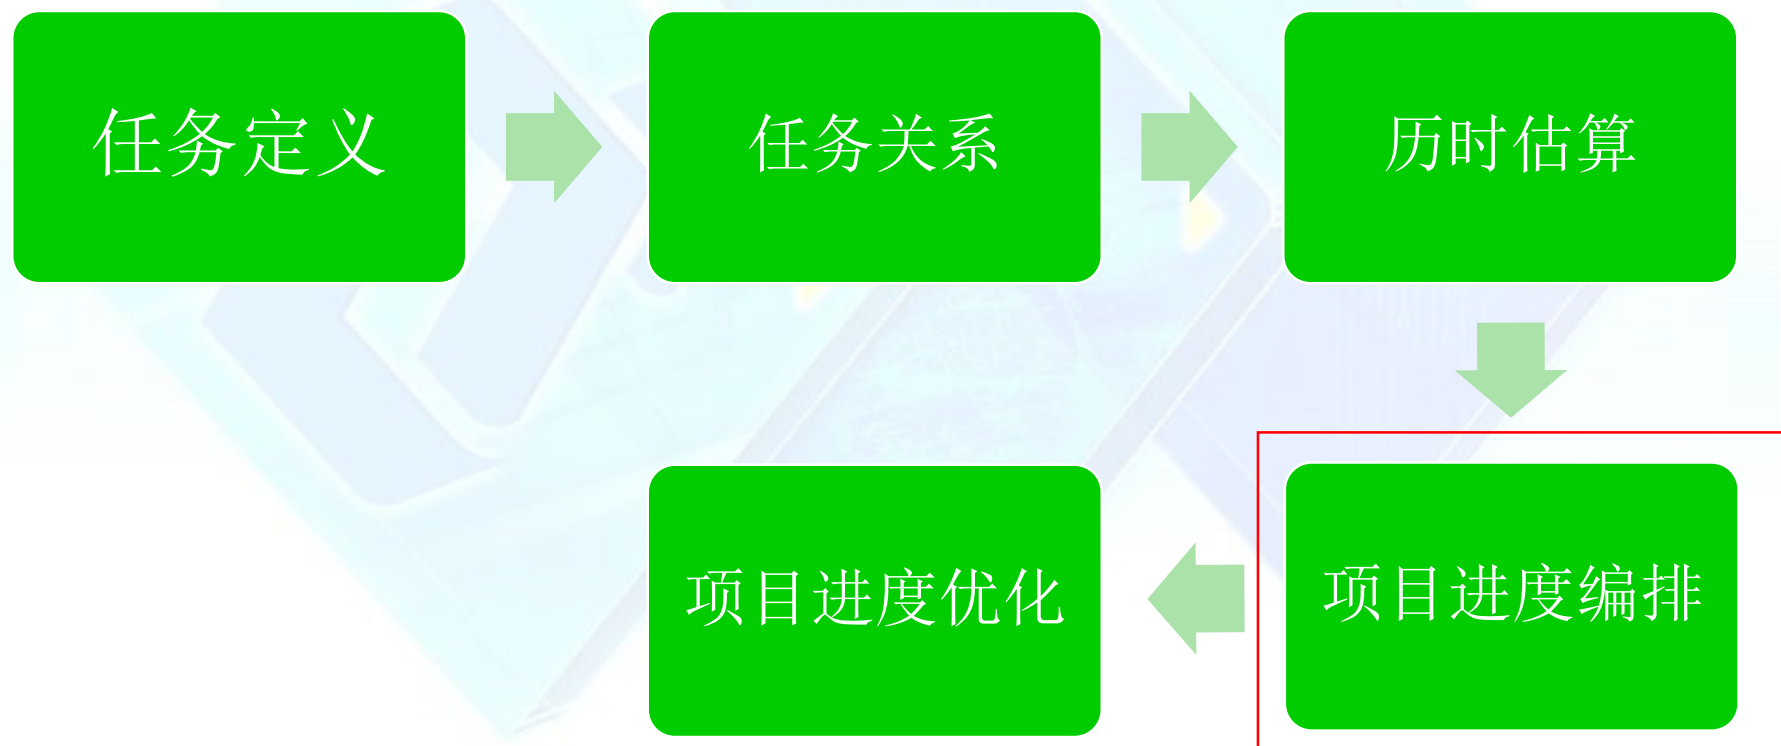 任务定义
任务关系
历时估算
项目进度编排
项目进度优化